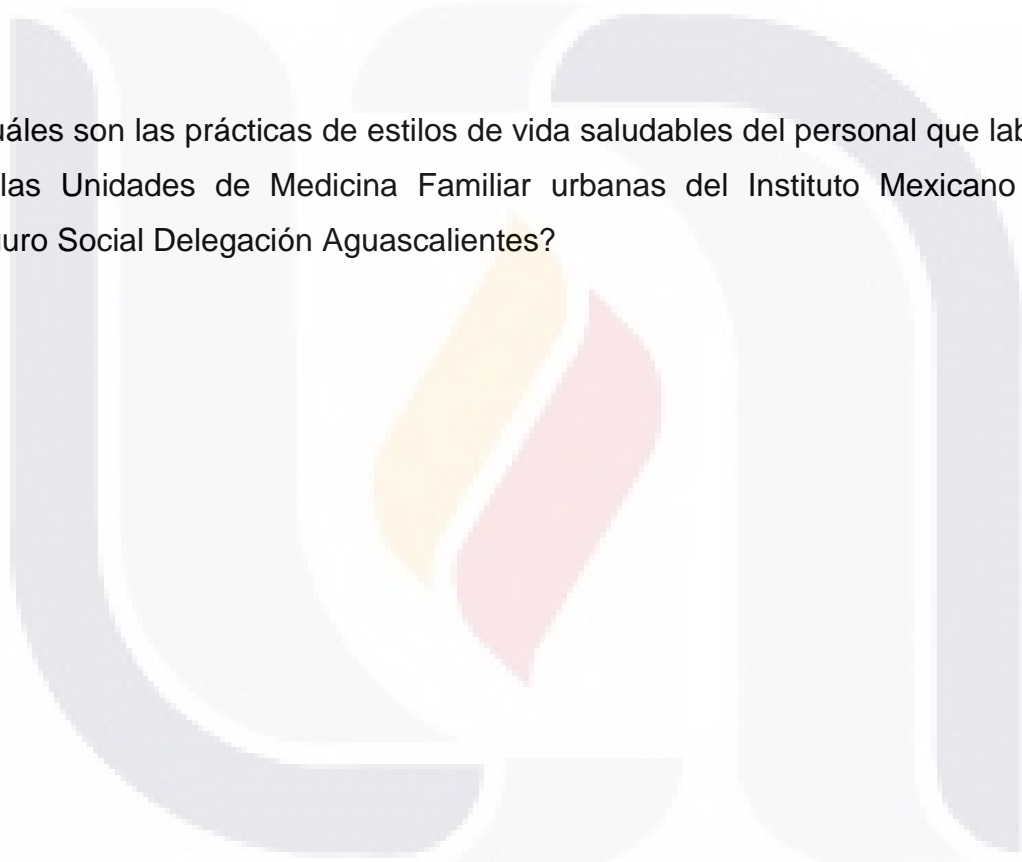 uáles son las prácticas de estilos de vida saludables del personal que lab
las Unidades de Medicina Familiar urbanas del Instituto Mexicano
uro Social Delegación Aguascalientes?